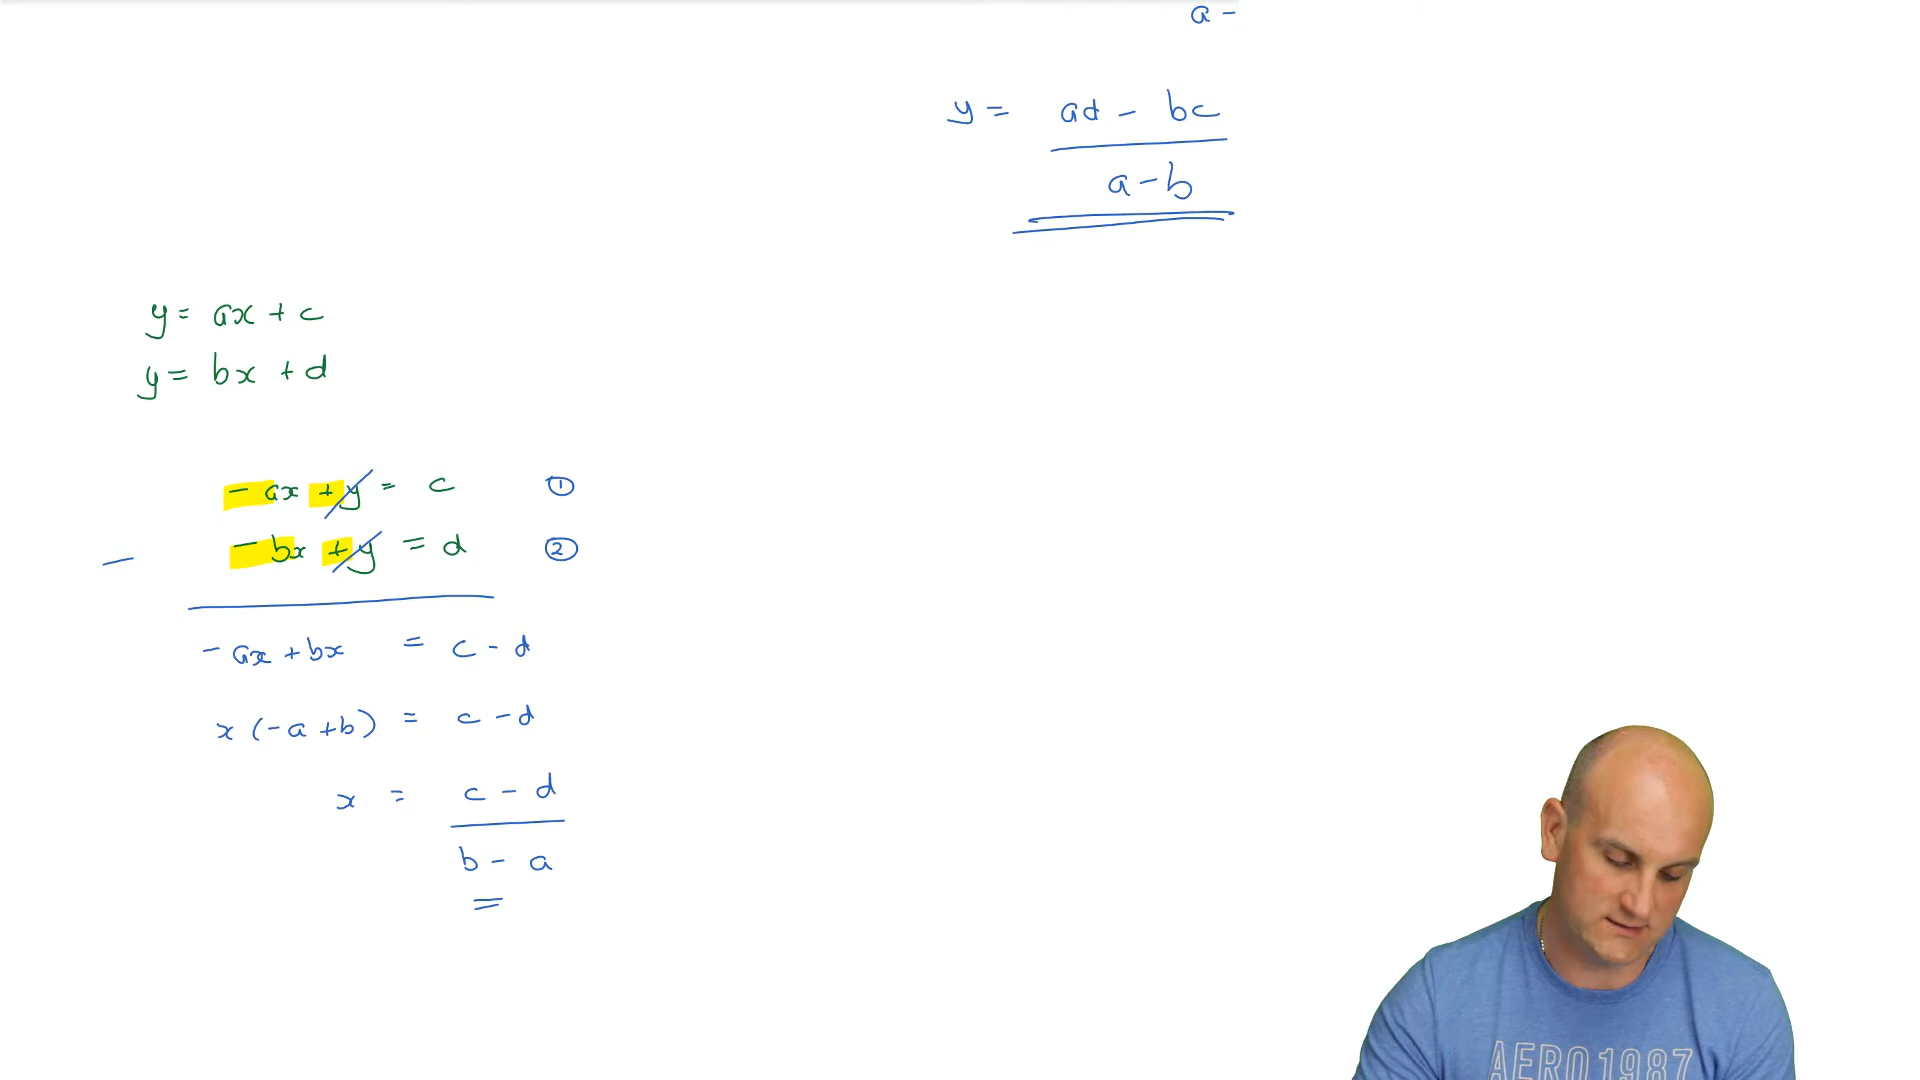 a -
y = ad - bc
a - b
y = ax + c
y = bx + d
- ax + y = c ①
- bx + y = d ②
-
- ax + bx = c - d
x (-a + b) = c - d
x = c - d
b - a
=
AERO 1987